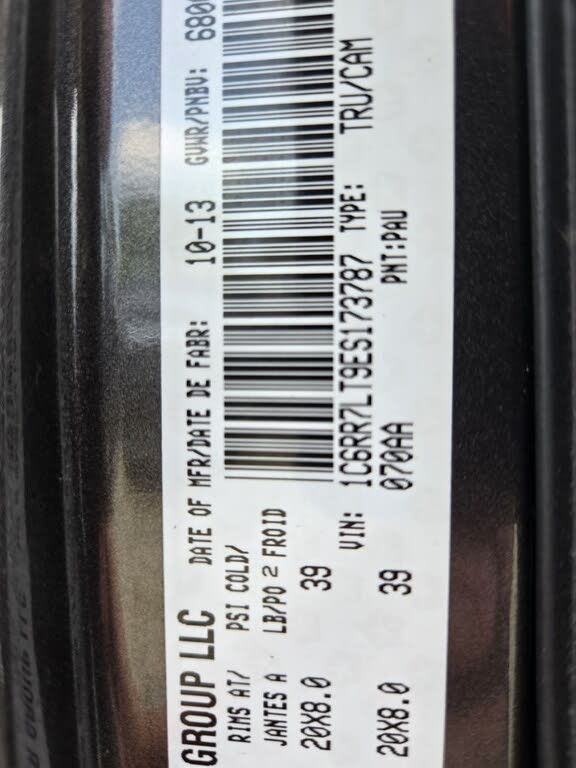 GROUP LLC DATE OF MFR/DATE DE FABR: 10-13 GVWR/PNBV: 680
RIMS AT/ PSI COLD/
JANTES A LB/PO 2 FROID
20X8.0 39
VIN: 1C6RR7LT9ES173787 TYPE: TRU/CAM
20X8.0 39 070AA PNT:PAU